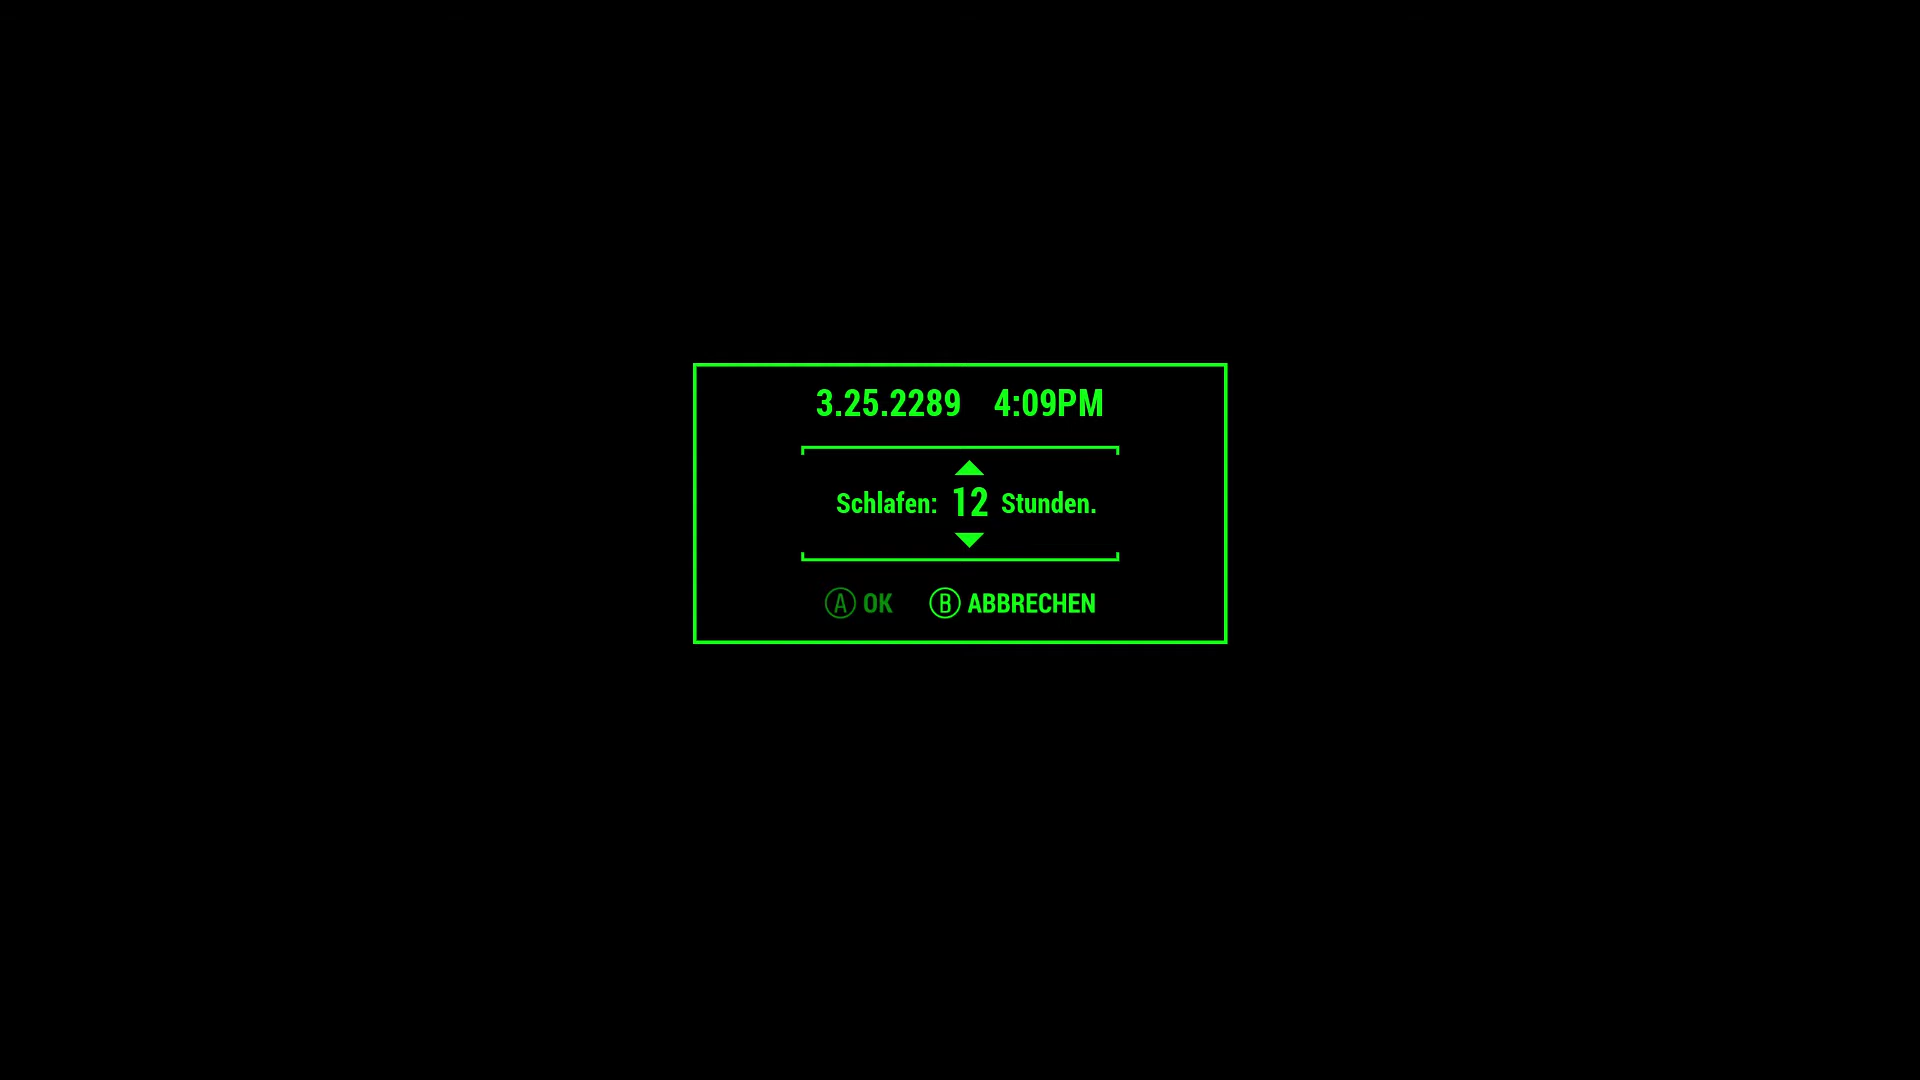 3.25.2289 4:09PM
Schlafen: 12 Stunden.
Ⓐ OK Ⓑ ABBRECHEN